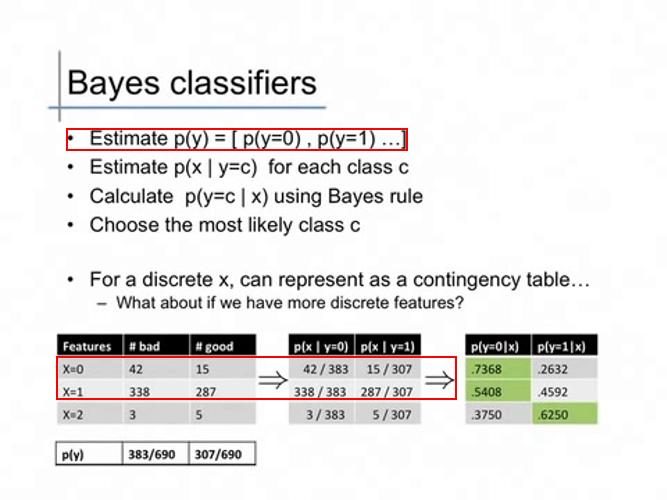 Bayes classifiers
• Estimate p(y) = [ p(y=0) , p(y=1) …]
• Estimate p(x | y=c) for each class c
• Calculate p(y=c | x) using Bayes rule
• Choose the most likely class c
• For a discrete x, can represent as a contingency table…
– What about if we have more discrete features?
Features # bad # good p(x | y=0) p(x | y=1) p(y=0|x) p(y=1|x)
X=0 42 15 ⇒ 42 / 383 15 / 307 ⇒ .7368 .2632
X=1 338 287 338 / 383 287 / 307 .5408 .4592
X=2 3 5 3 / 383 5 / 307 .3750 .6250
p(y) 383/690 307/690